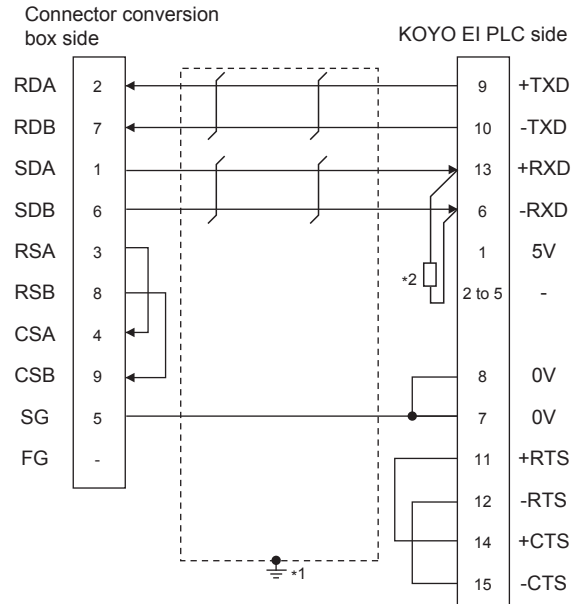 Connector conversion
box side
KOYO EI PLC side
RDA 2 9 +TXD
RDB 7 10 -TXD
SDA 1 13 +RXD
SDB 6 6 -RXD
RSA 3 1 5V
RSB 8 *2 2 to 5 -
CSA 4
CSB 9 8 0V
SG 5 7 0V
FG - 11 +RTS
12 -RTS
14 +CTS
*1 15 -CTS